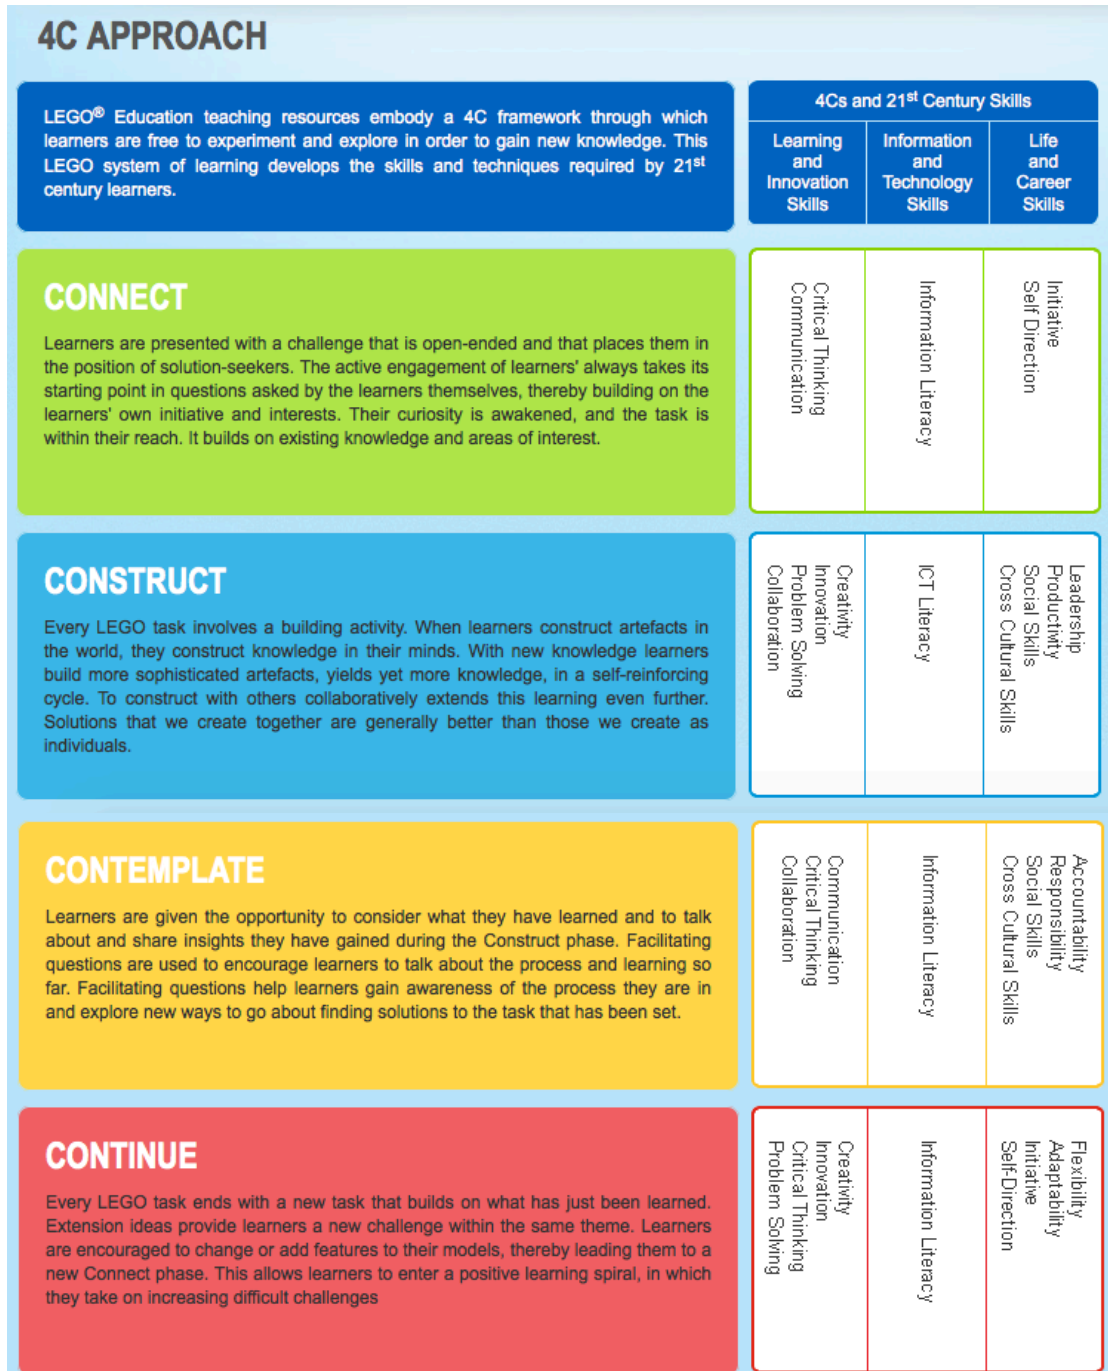 4C APPROACH
LEGO® Education teaching resources embody a 4C framework through which
learners are free to experiment and explore in order to gain new knowledge. This
LEGO system of learning develops the skills and techniques required by 21st
century learners.
4Cs and 21st Century Skills
Learning
and
Innovation
Skills
Information
and
Technology
Skills
Life
and
Career
Skills
CONNECT
Learners are presented with a challenge that is open-ended and that places them in
the position of solution-seekers. The active engagement of learners' always takes its
starting point in questions asked by the learners themselves, thereby building on the
learners' own initiative and interests. Their curiosity is awakened, and the task is
within their reach. It builds on existing knowledge and areas of interest.
Critical Thinking
Communication
Information Literacy
Initiative
Self Direction
CONSTRUCT
Every LEGO task involves a building activity. When learners construct artefacts in
the world, they construct knowledge in their minds. With new knowledge learners
build more sophisticated artefacts, yields yet more knowledge, in a self-reinforcing
cycle. To construct with others collaboratively extends this learning even further.
Solutions that we create together are generally better than those we create as
individuals.
Creativity
Innovation
Problem Solving
Collaboration
ICT Literacy
Leadership
Productivity
Social Skills
Cross Cultural Skills
CONTEMPLATE
Learners are given the opportunity to consider what they have learned and to talk
about and share insights they have gained during the Construct phase. Facilitating
questions are used to encourage learners to talk about the process and learning so
far. Facilitating questions help learners gain awareness of the process they are in
and explore new ways to go about finding solutions to the task that has been set.
Communication
Critical Thinking
Collaboration
Information Literacy
Accountability
Responsibility
Social Skills
Cross Cultural Skills
CONTINUE
Every LEGO task ends with a new task that builds on what has just been learned.
Extension ideas provide learners a new challenge within the same theme. Learners
are encouraged to change or add features to their models, thereby leading them to a
new Connect phase. This allows learners to enter a positive learning spiral, in which
they take on increasing difficult challenges
Creativity
Innovation
Critical Thinking
Problem Solving
Information Literacy
Flexibility
Adaptability
Initiative
Self-Direction